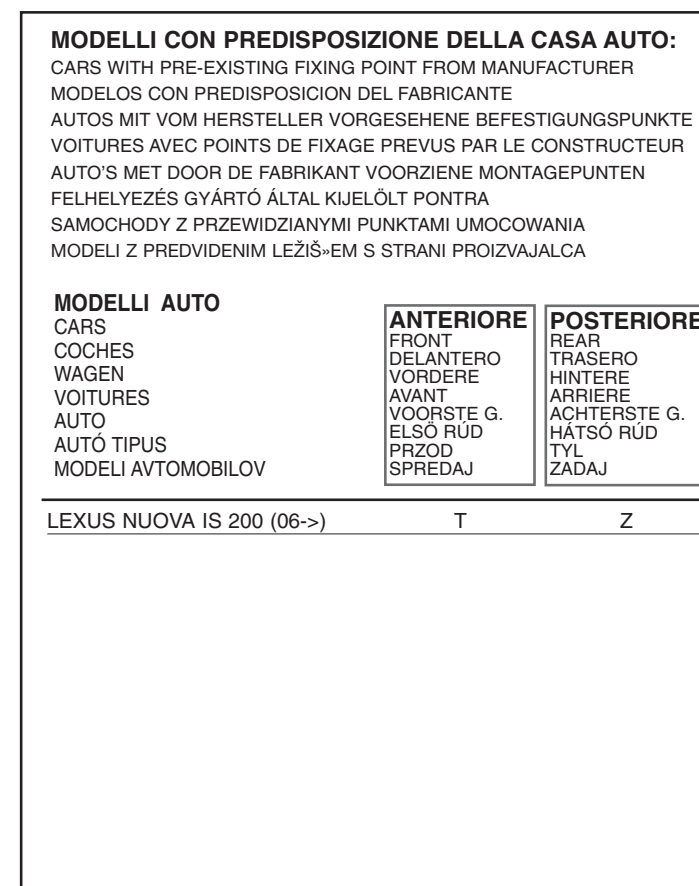 MODELLI CON PREDISPOSIZIONE DELLA CASA AUTO:
CARS WITH PRE-EXISTING FIXING POINT FROM MANUFACTURER
MODELOS CON PREDISPOSICION DEL FABRICANTE
AUTOS MIT VOM HERSTELLER VORGESEHENE BEFESTIGUNGSPUNKTE
VOITURES AVEC POINTS DE FIXAGE PREVUS PAR LE CONSTRUCTEUR
AUTO'S MET DOOR DE FABRIKANT VOORZIENE MONTAGEPUNTEN
FELHELYEZÉS GYÁRTÓ ÁLTAL KIJELÖLT PONTRA
SAMOCHODY Z PRZEWIDZIANYMI PUNKTAMI UMOCOWANIA
MODELI Z PREDVIDENIM LEŽIŠ»EM S STRANI PROIZVAJALCA
MODELLI AUTO
CARS
COCHES
WAGEN
VOITURES
AUTO
AUTÓ TIPUS
MODELI AVTOMOBILOV
ANTERIORE
FRONT
DELANTERO
VORDERE
AVANT
VOORSTE G.
ELSÖ RÚD
PRZOD
SPREDAJ
POSTERIORE
REAR
TRASERO
HINTERE
ARRIERE
ACHTERSTE G.
HÁTSÓ RÚD
TYL
ZADAJ
LEXUS NUOVA IS 200 (06->) T Z